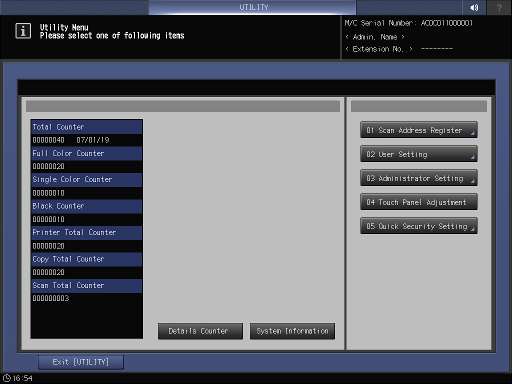 UTILITY
?
i
Utility Menu
Please select one of following items
M/C Serial Number: AC0C011000001
< Admin. Name >
< Extension No. > --------
Total Counter
00000040 07/01/19
Full Color Counter
00000020
Single Color Counter
00000010
Black Counter
00000010
Printer Total Counter
00000020
Copy Total Counter
00000020
Scan Total Counter
000000003
01 Scan Address Register
02 User Setting
03 Administrator Setting
04 Touch Panel Adjustment
05 Quick Security Setting
Details Counter
System Information
Exit [UTILITY]
16:54